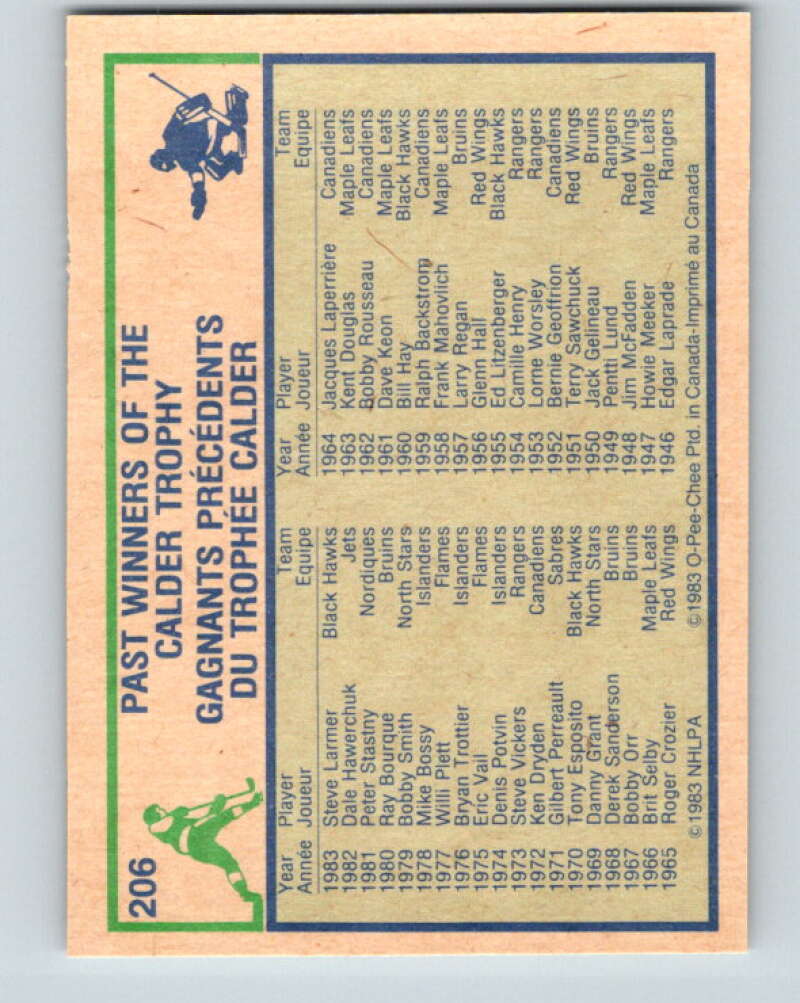 206
PAST WINNERS OF THE
CALDER TROPHY
GAGNANTS PRÉCÉDENTS
DU TROPHÉE CALDER
Year Player Team
Année Joueur Equipe
1983 Steve Larmer Black Hawks
1982 Dale Hawerchuk Jets
1981 Peter Stastny Nordiques
1980 Ray Bourque Bruins
1979 Bobby Smith North Stars
1978 Mike Bossy Islanders
1977 Willi Plett Flames
1976 Bryan Trottier Islanders
1975 Eric Vail Flames
1974 Denis Potvin Islanders
1973 Steve Vickers Rangers
1972 Ken Dryden Canadiens
1971 Gilbert Perreault Sabres
1970 Tony Esposito Black Hawks
1969 Danny Grant North Stars
1968 Derek Sanderson Bruins
1967 Bobby Orr Bruins
1966 Brit Selby Maple Leafs
1965 Roger Crozier Red Wings
Year Player Team
Année Joueur Equipe
1964 Jacques Laperrière Canadiens
1963 Kent Douglas Maple Leafs
1962 Bobby Rousseau Canadiens
1961 Dave Keon Maple Leafs
1960 Bill Hay Black Hawks
1959 Ralph Backstrom Canadiens
1958 Frank Mahovlich Maple Leafs
1957 Larry Regan Bruins
1956 Glenn Hall Red Wings
1955 Ed Litzenberger Black Hawks
1954 Camille Henry Rangers
1953 Lorne Worsley Rangers
1952 Bernie Geoffrion Canadiens
1951 Terry Sawchuck Red Wings
1950 Jack Gelineau Bruins
1949 Pentti Lund Rangers
1948 Jim McFadden Red Wings
1947 Howie Meeker Maple Leafs
1946 Edgar Laprade Rangers
©1983 NHLPA ©1983 O-Pee-Chee Ptd. in Canada-Imprimé au Canada